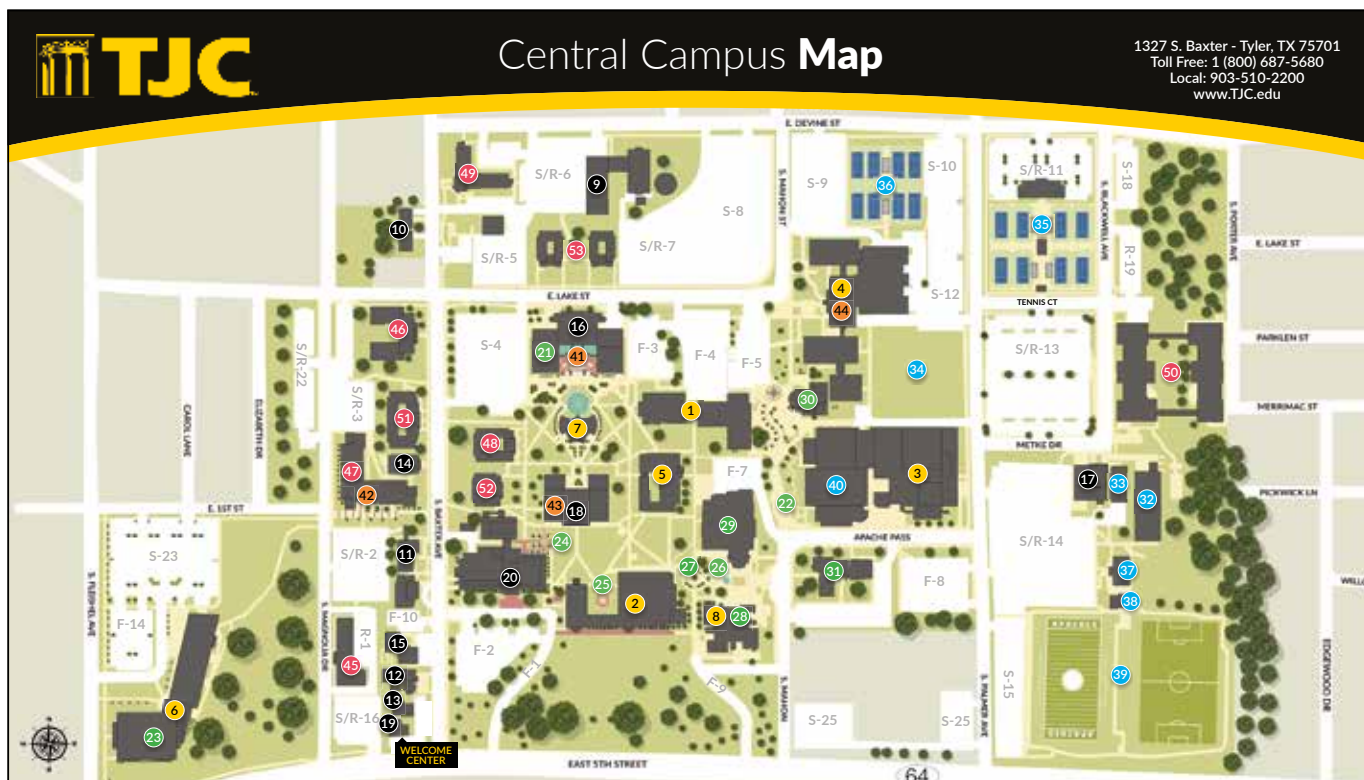 TJC
Central Campus Map
1327 S. Baxter - Tyler, TX 75701
Toll Free: 1 (800) 687-5680
Local: 903-510-2200
www.TJC.edu
E. DEVINE ST
49
S/R-6
9
S. MAHON ST
S-9
36
S-10
S/R-11
S-18
S. BLACKWELL AVE
S. PORTER AVE
10
S/R-5
53
S/R-7
S-8
35
R-19
E. LAKE ST
E. LAKE ST
4
44
S-12
TENNIS CT
S/R-22
46
S-4
16
21
41
F-3
F-4
F-5
34
S/R-13
PARKLEN ST
50
CAROL LANE
ELIZABETH DR
S/R-3
51
7
1
30
MERRIMAC ST
METKE DR
48
14
47
42
52
5
F-7
40
3
17
33
32
PICKWICK LN
E. 1ST ST
S. BAXTER AVE
43
18
22
29
24
APACHE PASS
S-23
S/R-2
11
20
27
26
31
F-8
S/R-14
37
38
S. FLEISHEL AVE
F-14
S. MAGNOLIA DR
R-1
F-10
25
2
8
28
15
45
12
F-2
F-1
F-9
S. MAHON
S. PALMER AVE
S-15
39
EDGEWOOD DR
6
23
S/R-16
13
19
S-25
S-25
WELCOME
CENTER
EAST 5TH STREET
64